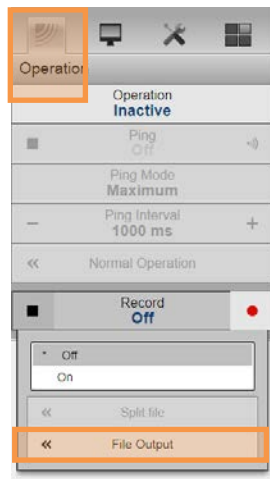 Operation
Operation
Inactive
Ping
Off
Ping Mode
Maximum
Ping Interval
1000 ms
Normal Operation
Record
Off
Off
On
Split file
File Output